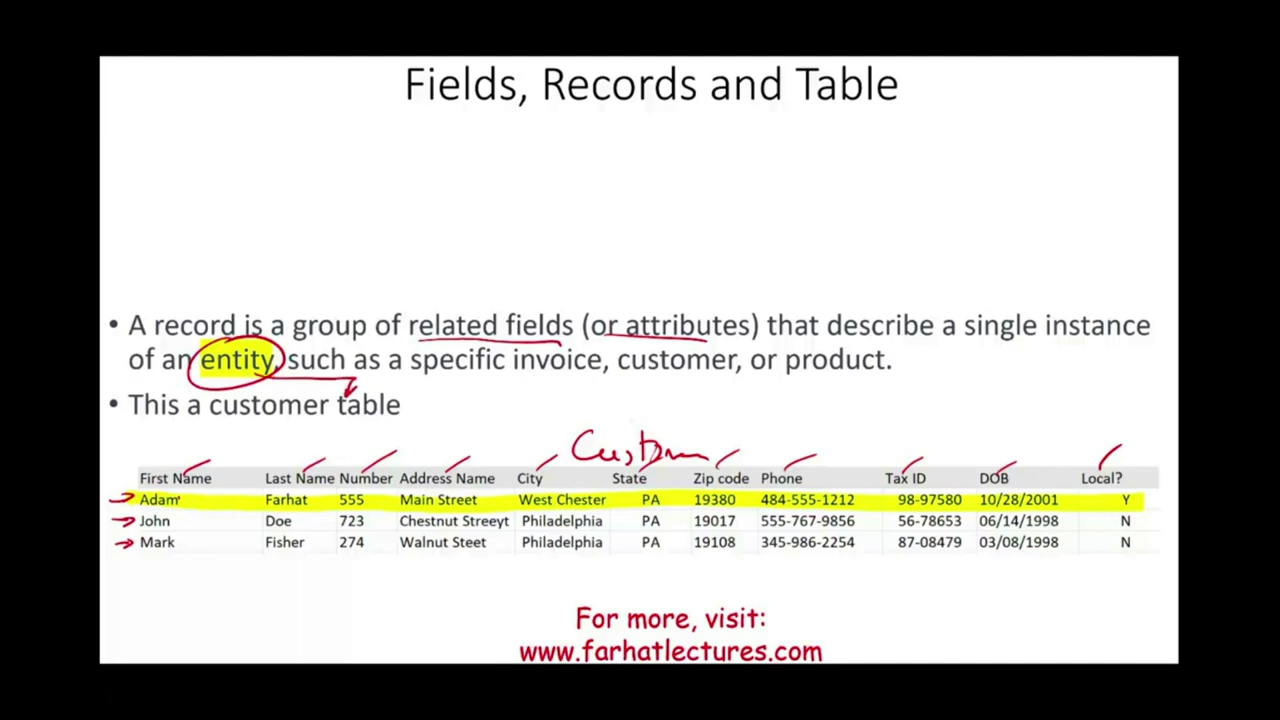 Fields, Records and Table
• A record is a group of related fields (or attributes) that describe a single instance
of an entity, such as a specific invoice, customer, or product.
• This a customer table
Custom
First Name Last Name Number Address Name City State Zip code Phone Tax ID DOB Local?
Adam Farhat 555 Main Street West Chester PA 19380 484-555-1212 98-97580 10/28/2001 Y
John Doe 723 Chestnut Streeyt Philadelphia PA 19017 555-767-9856 56-78653 06/14/1998 N
Mark Fisher 274 Walnut Steet Philadelphia PA 19108 345-986-2254 87-08479 03/08/1998 N
For more, visit:
www.farhatlectures.com